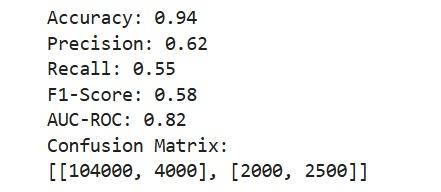 Accuracy: 0.94
Precision: 0.62
Recall: 0.55
F1-Score: 0.58
AUC-ROC: 0.82
Confusion Matrix:
[[104000, 4000], [2000, 2500]]